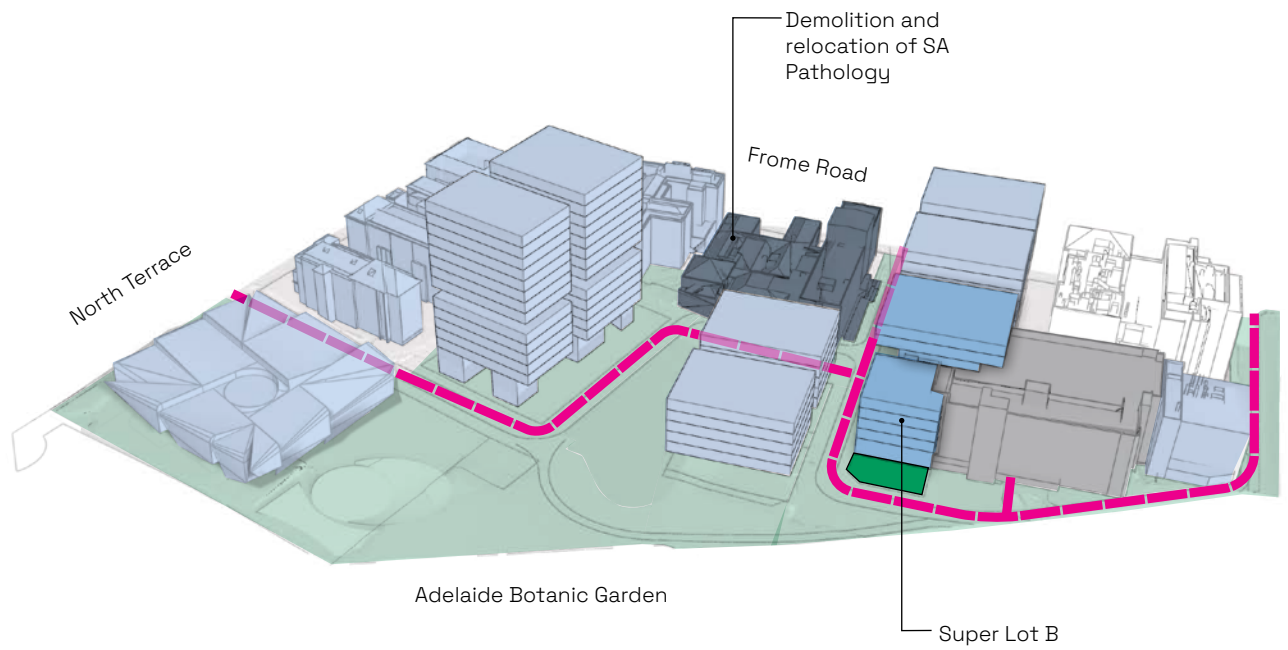 Demolition and
relocation of SA
Pathology
Frome Road
North Terrace
Adelaide Botanic Garden
Super Lot B